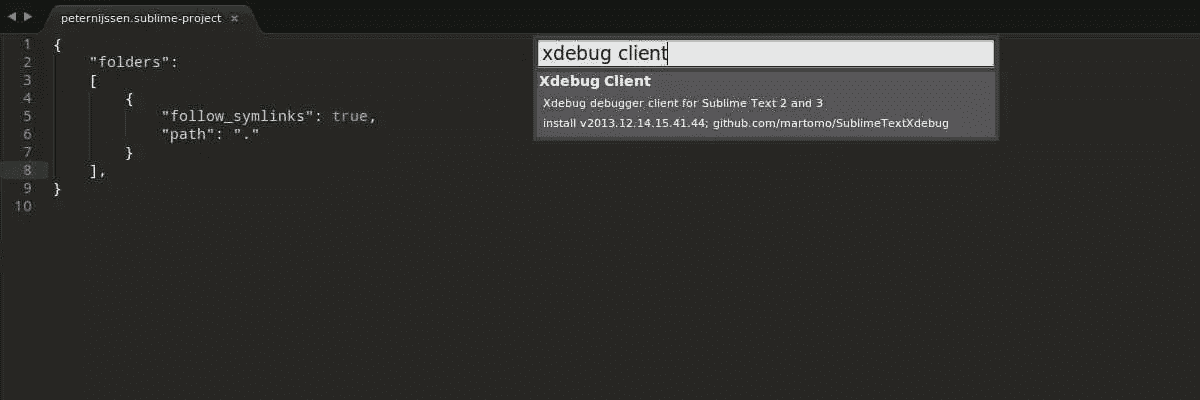 peternijssen.sublime-project ×
xdebug client
Xdebug Client
Xdebug debugger client for Sublime Text 2 and 3
install v2013.12.14.15.41.44; github.com/martomo/SublimeTextXdebug
1 {
2     "folders":
3     [
4         {
5             "follow_symlinks": true,
6             "path": "."
7         }
8     ],
9 }
10